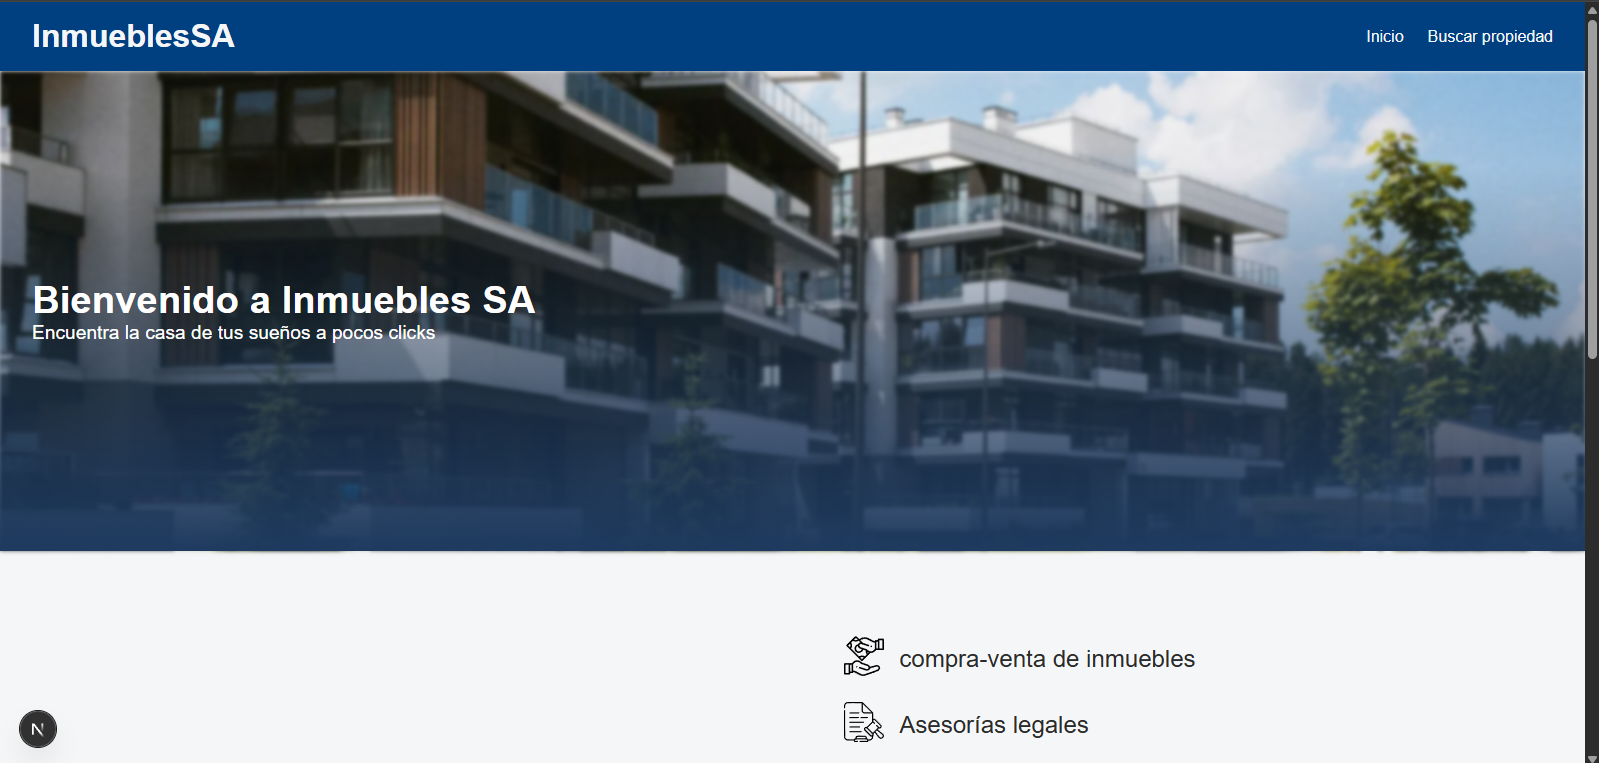 InmueblesSA
Inicio
Buscar propiedad
Bienvenido a Inmuebles SA
Encuentra la casa de tus sueños a pocos clicks
compra-venta de inmuebles
Asesorías legales
N